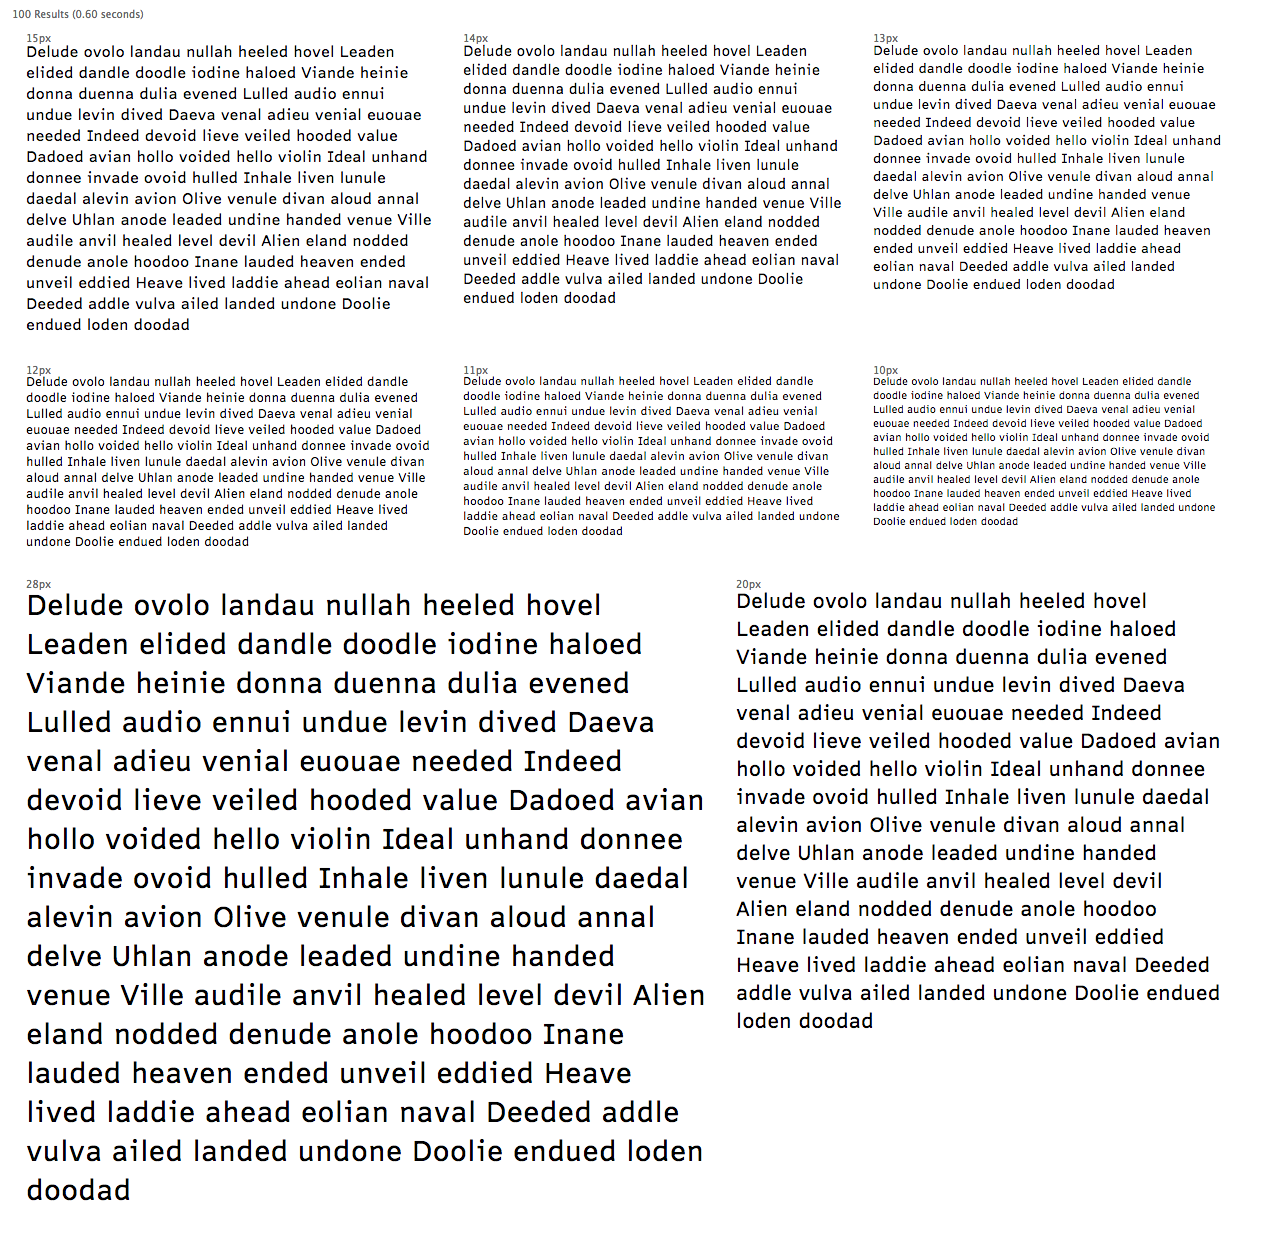 100 Results (0.60 seconds)
15px
Delude ovolo landau nullah heeled hovel Leaden
elided dandle doodle iodine haloed Viande heinie
donna duenna dulia evened Lulled audio ennui
undue levin dived Daeva venal adieu venial euouae
needed Indeed devoid lieve veiled hooded value
Dadoed avian hollo voided hello violin Ideal unhand
donnee invade ovoid hulled Inhale liven lunule
daedal alevin avion Olive venule divan aloud annal
delve Uhlan anode leaded undine handed venue Ville
audile anvil healed level devil Alien eland nodded
denude anole hoodoo Inane lauded heaven ended
unveil eddied Heave lived laddie ahead eolian naval
Deeded addle vulva ailed landed undone Doolie
endued loden doodad
14px
Delude ovolo landau nullah heeled hovel Leaden
elided dandle doodle iodine haloed Viande heinie
donna duenna dulia evened Lulled audio ennui
undue levin dived Daeva venal adieu venial euouae
needed Indeed devoid lieve veiled hooded value
Dadoed avian hollo voided hello violin Ideal unhand
donnee invade ovoid hulled Inhale liven lunule
daedal alevin avion Olive venule divan aloud annal
delve Uhlan anode leaded undine handed venue Ville
audile anvil healed level devil Alien eland nodded
denude anole hoodoo Inane lauded heaven ended
unveil eddied Heave lived laddie ahead eolian naval
Deeded addle vulva ailed landed undone Doolie
endued loden doodad
13px
Delude ovolo landau nullah heeled hovel Leaden
elided dandle doodle iodine haloed Viande heinie
donna duenna dulia evened Lulled audio ennui
undue levin dived Daeva venal adieu venial euouae
needed Indeed devoid lieve veiled hooded value
Dadoed avian hollo voided hello violin Ideal unhand
donnee invade ovoid hulled Inhale liven lunule
daedal alevin avion Olive venule divan aloud annal
delve Uhlan anode leaded undine handed venue
Ville audile anvil healed level devil Alien eland
nodded denude anole hoodoo Inane lauded heaven
ended unveil eddied Heave lived laddie ahead
eolian naval Deeded addle vulva ailed landed
undone Doolie endued loden doodad
12px
Delude ovolo landau nullah heeled hovel Leaden elided dandle
doodle iodine haloed Viande heinie donna duenna dulia evened
Lulled audio ennui undue levin dived Daeva venal adieu venial
euouae needed Indeed devoid lieve veiled hooded value Dadoed
avian hollo voided hello violin Ideal unhand donnee invade ovoid
hulled Inhale liven lunule daedal alevin avion Olive venule divan
aloud annal delve Uhlan anode leaded undine handed venue Ville
audile anvil healed level devil Alien eland nodded denude anole
hoodoo Inane lauded heaven ended unveil eddied Heave lived
laddie ahead eolian naval Deeded addle vulva ailed landed
undone Doolie endued loden doodad
11px
Delude ovolo landau nullah heeled hovel Leaden elided dandle
doodle iodine haloed Viande heinie donna duenna dulia evened
Lulled audio ennui undue levin dived Daeva venal adieu venial
euouae needed Indeed devoid lieve veiled hooded value Dadoed
avian hollo voided hello violin Ideal unhand donnee invade ovoid
hulled Inhale liven lunule daedal alevin avion Olive venule divan
aloud annal delve Uhlan anode leaded undine handed venue Ville
audile anvil healed level devil Alien eland nodded denude anole
hoodoo Inane lauded heaven ended unveil eddied Heave lived
laddie ahead eolian naval Deeded addle vulva ailed landed undone
Doolie endued loden doodad
10px
Delude ovolo landau nullah heeled hovel Leaden elided dandle
doodle iodine haloed Viande heinie donna duenna dulia evened
Lulled audio ennui undue levin dived Daeva venal adieu venial
euouae needed Indeed devoid lieve veiled hooded value Dadoed
avian hollo voided hello violin Ideal unhand donnee invade ovoid
hulled Inhale liven lunule daedal alevin avion Olive venule divan
aloud annal delve Uhlan anode leaded undine handed venue Ville
audile anvil healed level devil Alien eland nodded denude anole
hoodoo Inane lauded heaven ended unveil eddied Heave lived
laddie ahead eolian naval Deeded addle vulva ailed landed undone
Doolie endued loden doodad
28px
Delude ovolo landau nullah heeled hovel
Leaden elided dandle doodle iodine haloed
Viande heinie donna duenna dulia evened
Lulled audio ennui undue levin dived Daeva
venal adieu venial euouae needed Indeed
devoid lieve veiled hooded value Dadoed avian
hollo voided hello violin Ideal unhand donnee
invade ovoid hulled Inhale liven lunule daedal
alevin avion Olive venule divan aloud annal
delve Uhlan anode leaded undine handed
venue Ville audile anvil healed level devil Alien
eland nodded denude anole hoodoo Inane
lauded heaven ended unveil eddied Heave
lived laddie ahead eolian naval Deeded addle
vulva ailed landed undone Doolie endued loden
doodad
20px
Delude ovolo landau nullah heeled hovel
Leaden elided dandle doodle iodine haloed
Viande heinie donna duenna dulia evened
Lulled audio ennui undue levin dived Daeva
venal adieu venial euouae needed Indeed
devoid lieve veiled hooded value Dadoed avian
hollo voided hello violin Ideal unhand donnee
invade ovoid hulled Inhale liven lunule daedal
alevin avion Olive venule divan aloud annal
delve Uhlan anode leaded undine handed
venue Ville audile anvil healed level devil
Alien eland nodded denude anole hoodoo
Inane lauded heaven ended unveil eddied
Heave lived laddie ahead eolian naval Deeded
addle vulva ailed landed undone Doolie endued
loden doodad